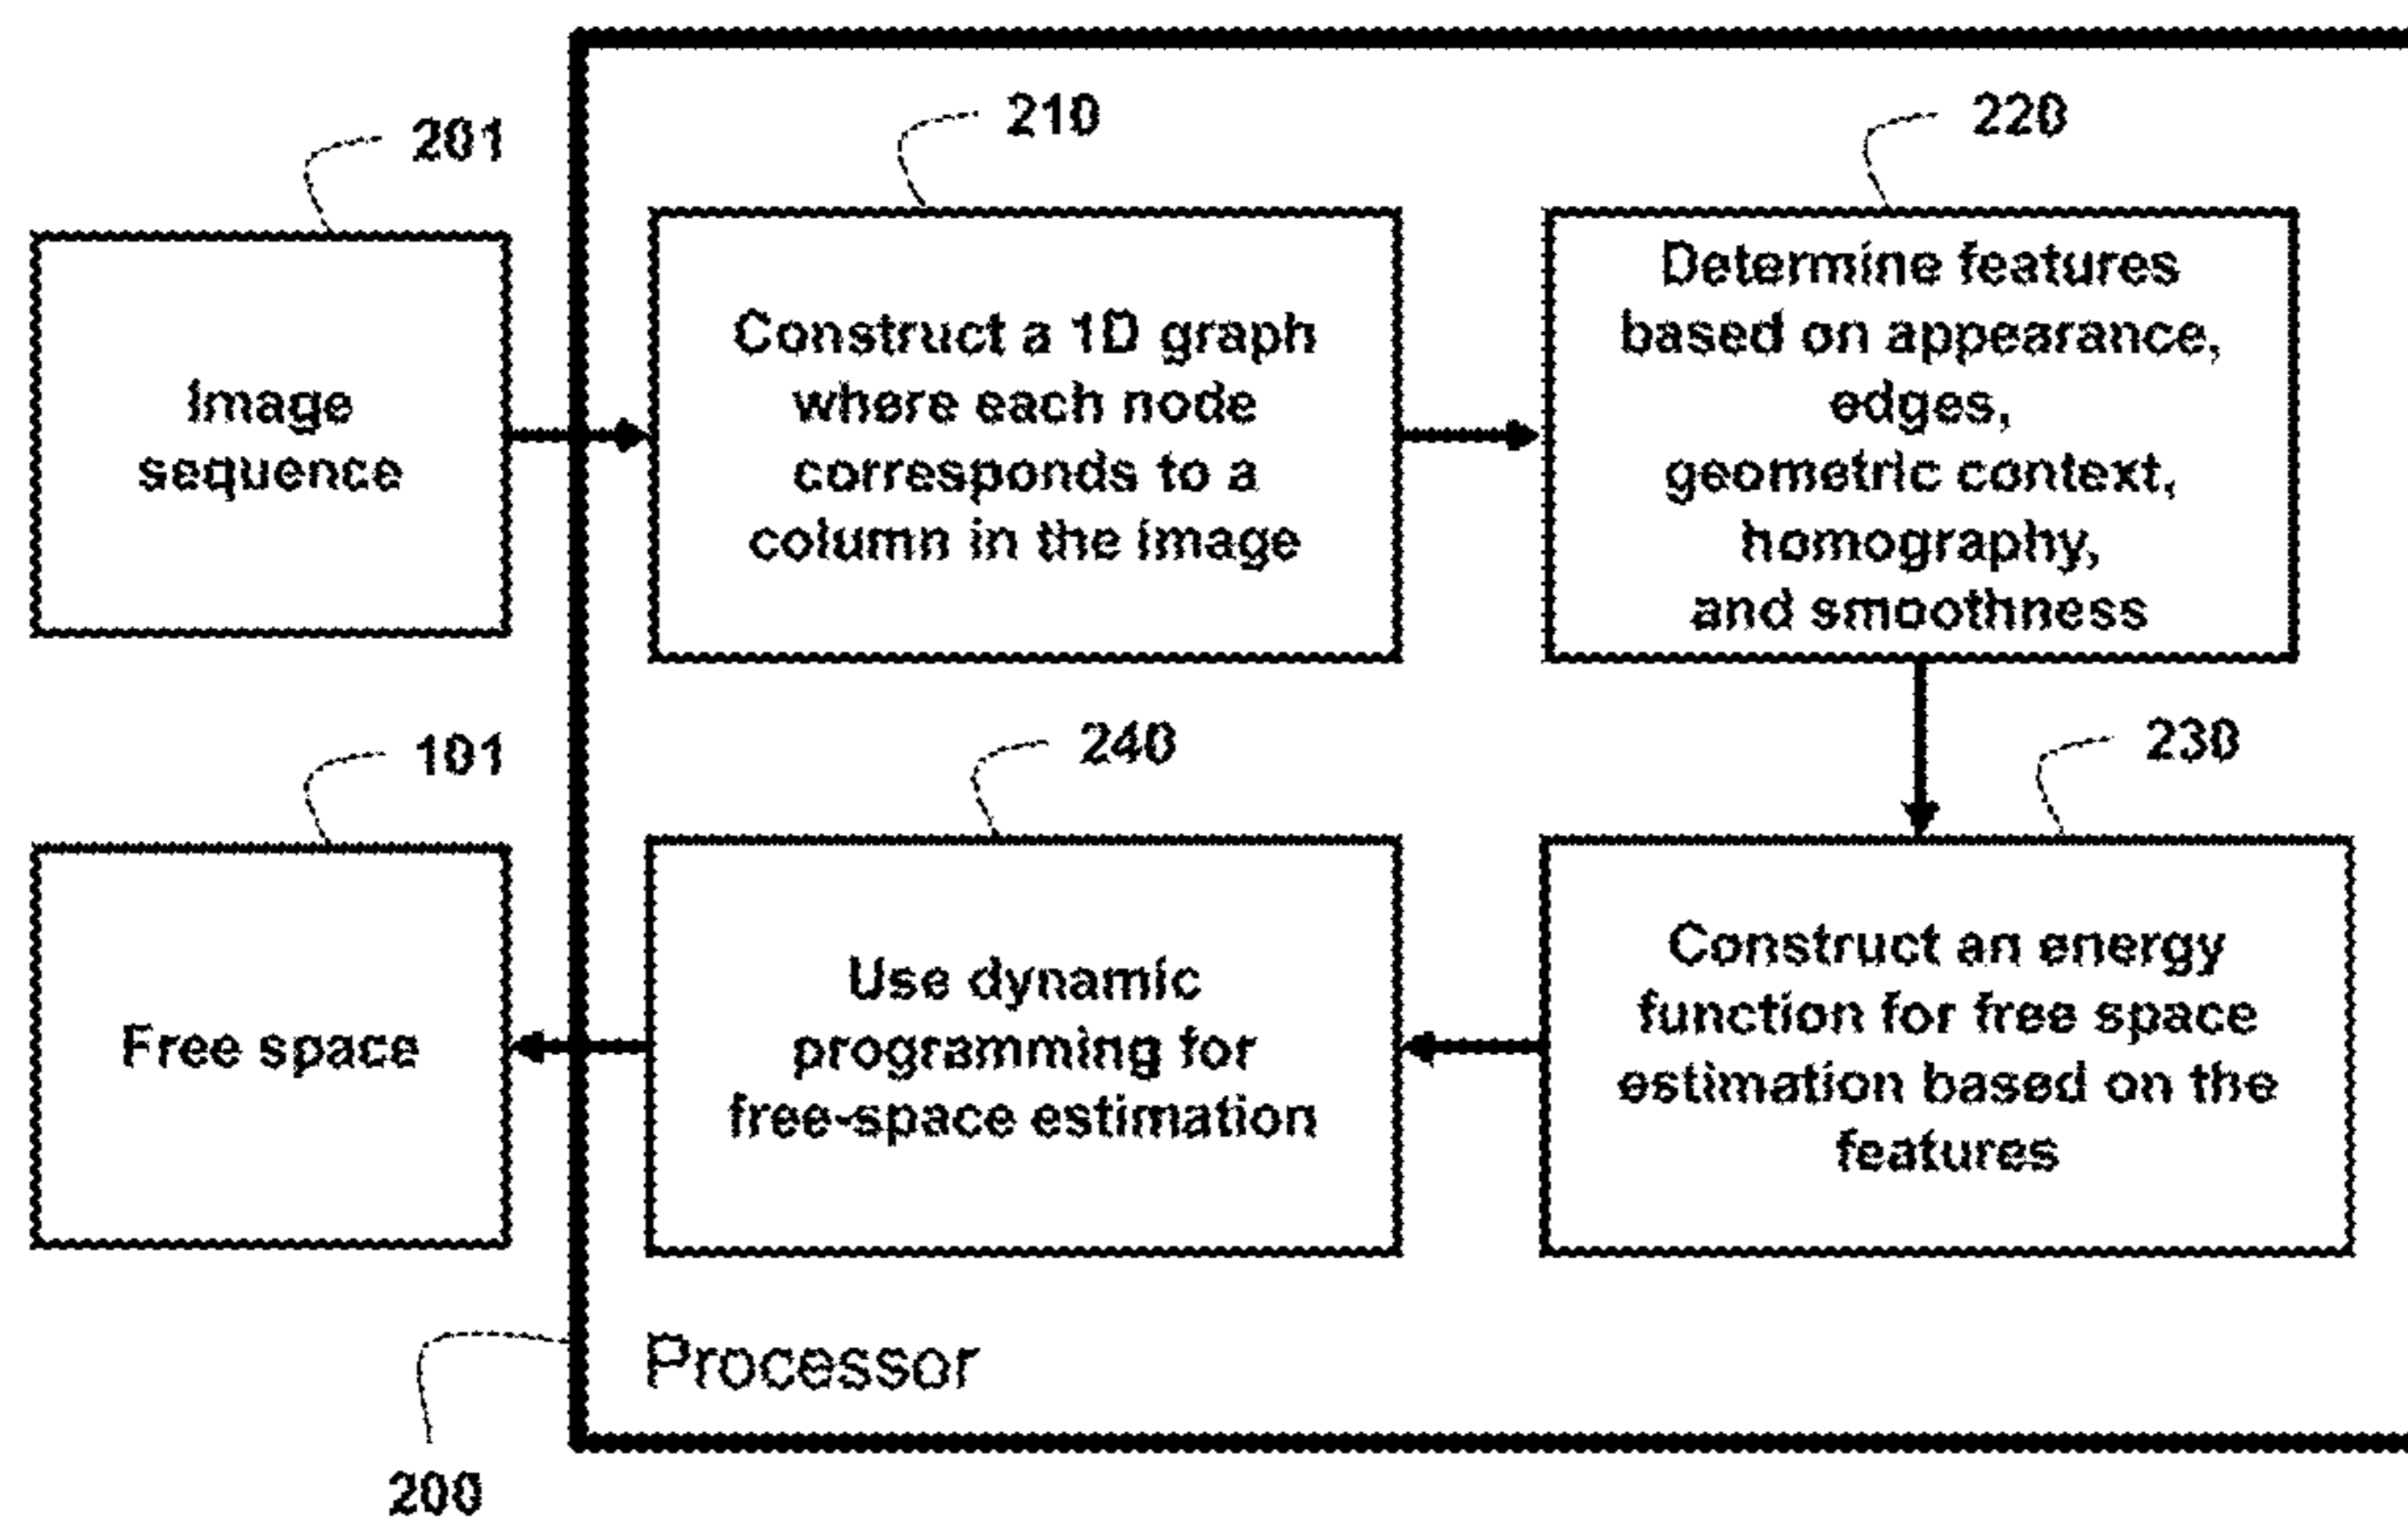 201
210
220
Image
sequence
Construct a 1D graph
where each node
corresponds to a
column in the image
Determine features
based on appearance,
edges,
geometric context,
homography,
and smoothness
101
240
230
Free space
Use dynamic
programming for
free-space estimation
Construct an energy
function for free space
estimation based on the
features
Processor
200